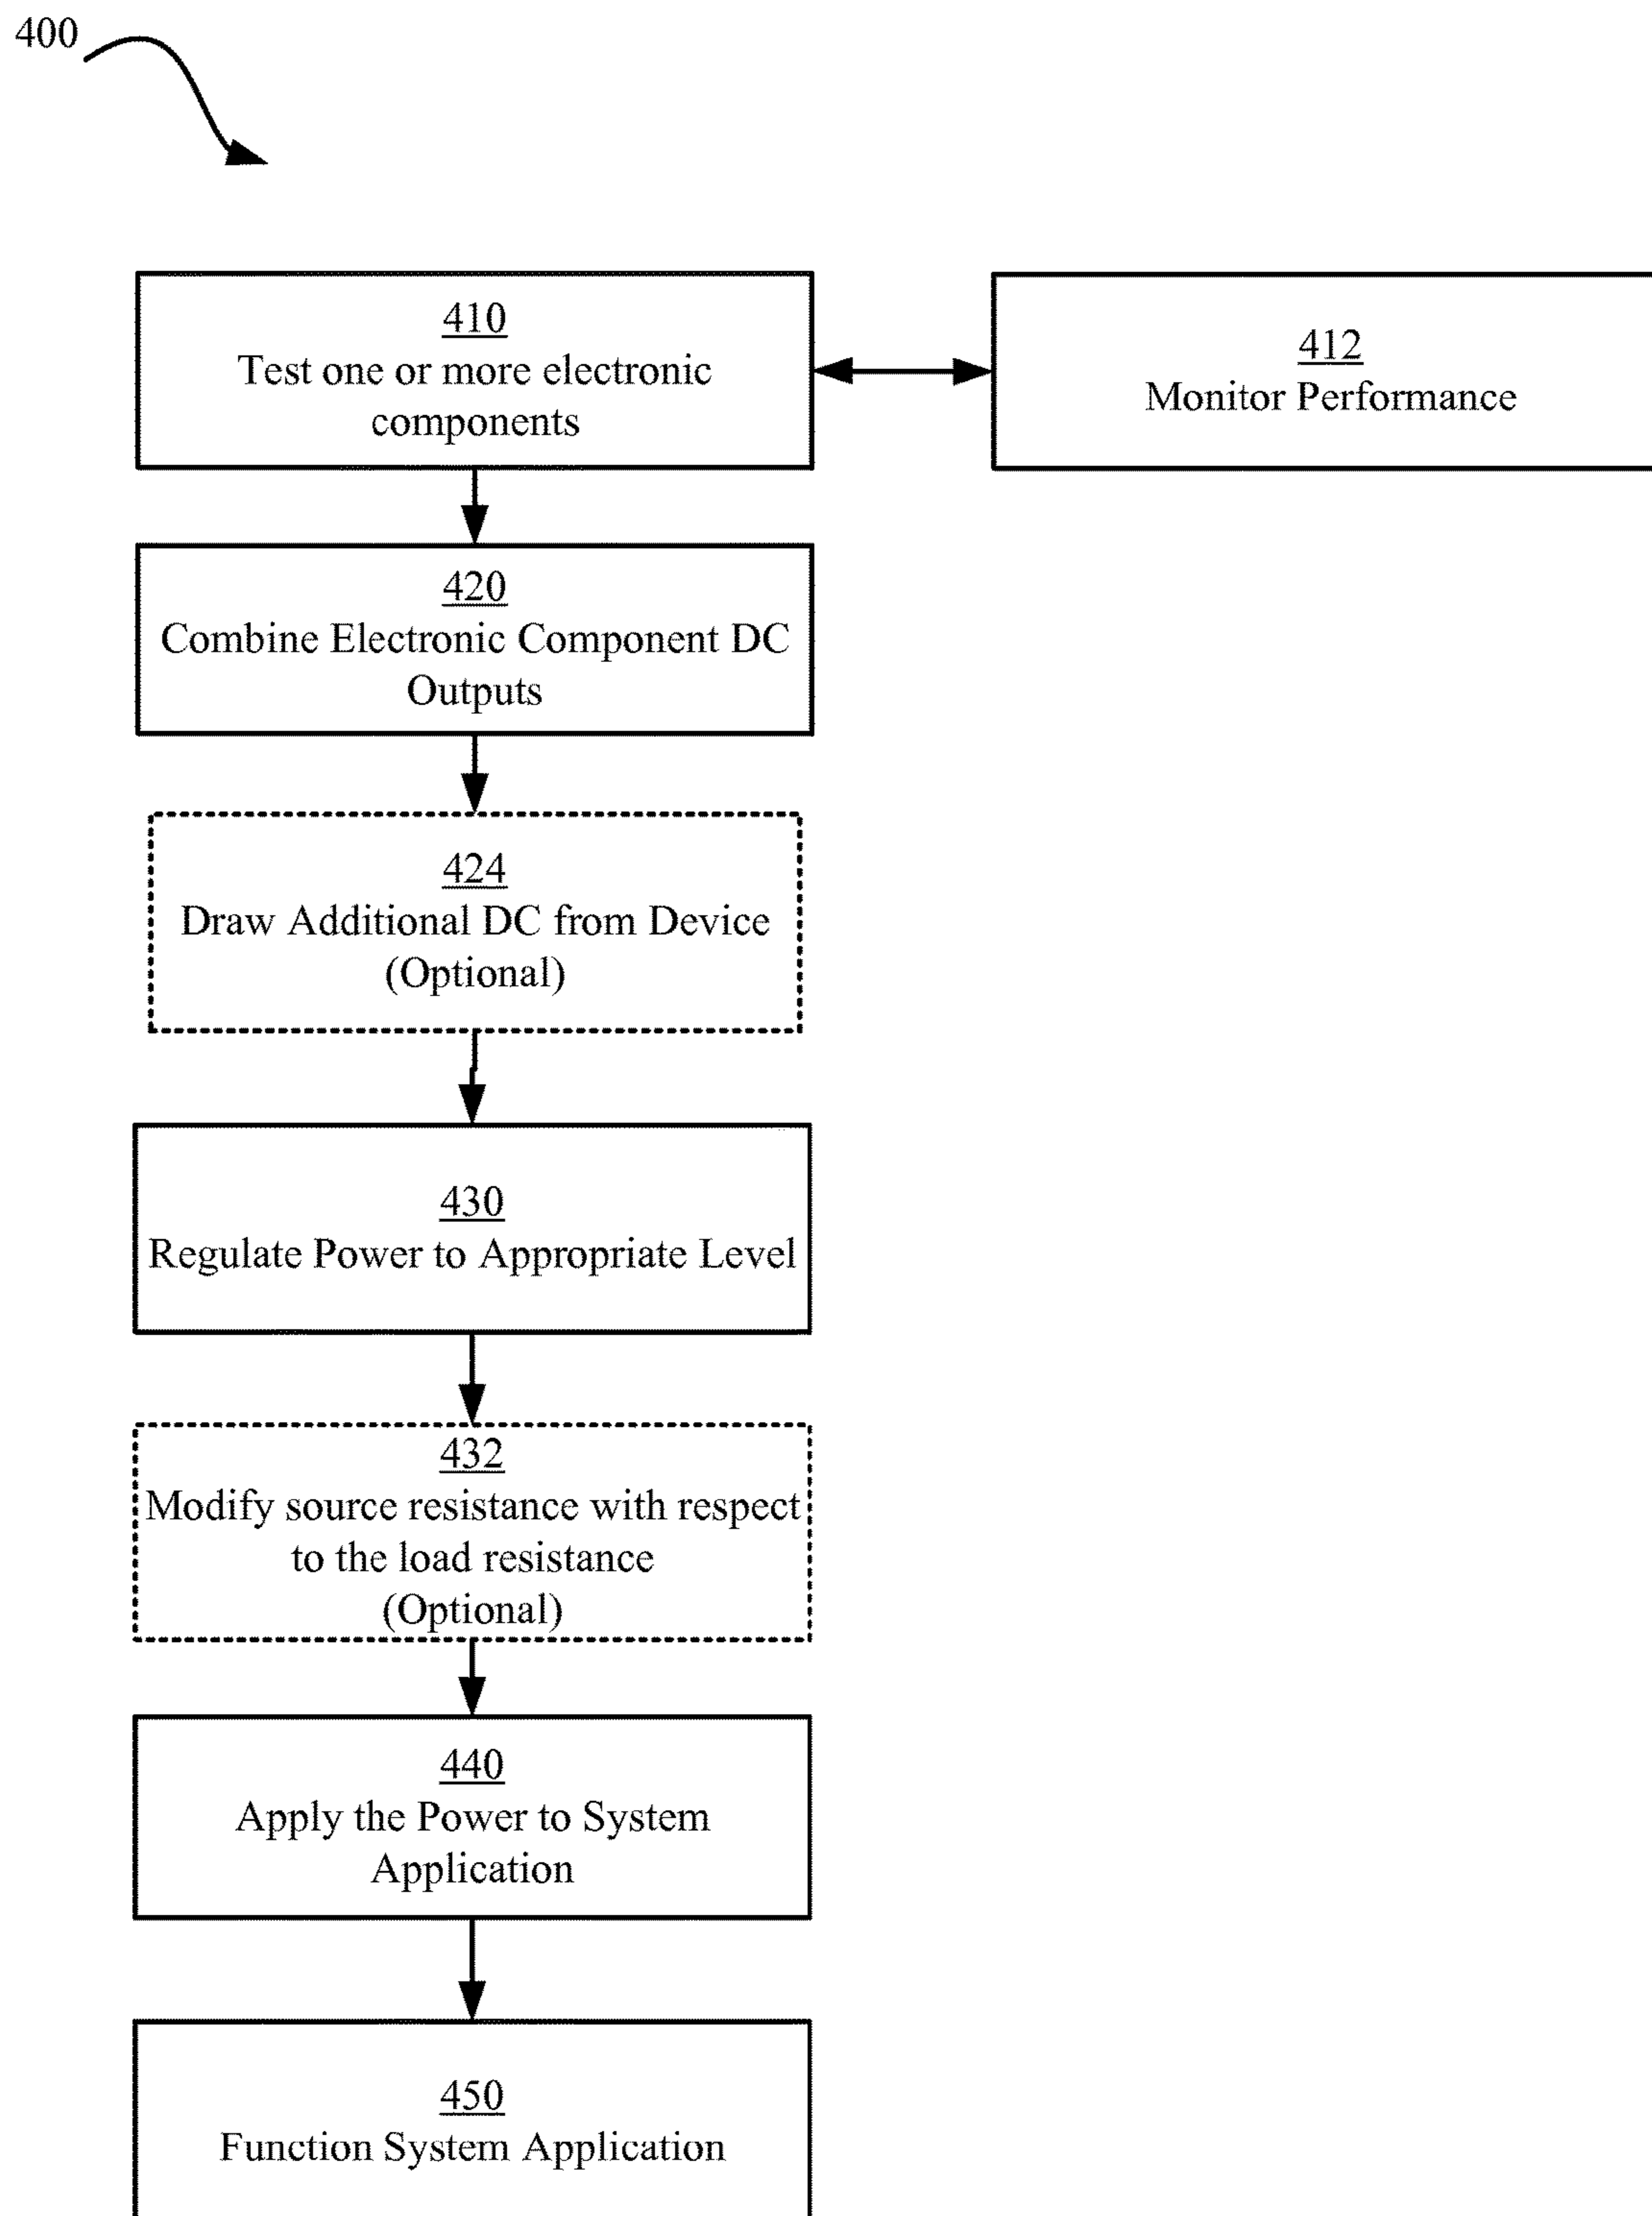 400
410
Test one or more electronic
components
412
Monitor Performance
420
Combine Electronic Component DC
Outputs
424
Draw Additional DC from Device
(Optional)
430
Regulate Power to Appropriate Level
432
Modify source resistance with respect
to the load resistance
(Optional)
440
Apply the Power to System
Application
450
Function System Application